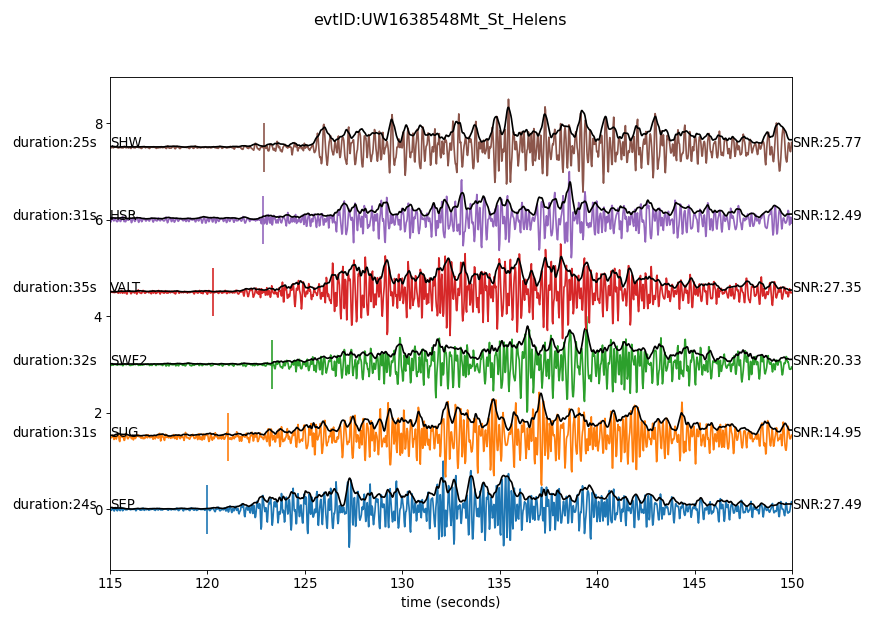 evtID:UW1638548Mt_St_Helens
8
duration:25s SHW SNR:25.77
duration:31s HSR SNR:12.49
6
duration:35s VALT SNR:27.35
4
duration:32s SWF2 SNR:20.33
2
duration:31s SUG SNR:14.95
duration:24s SEP SNR:27.49
0
115 120 125 130 135 140 145 150
time (seconds)